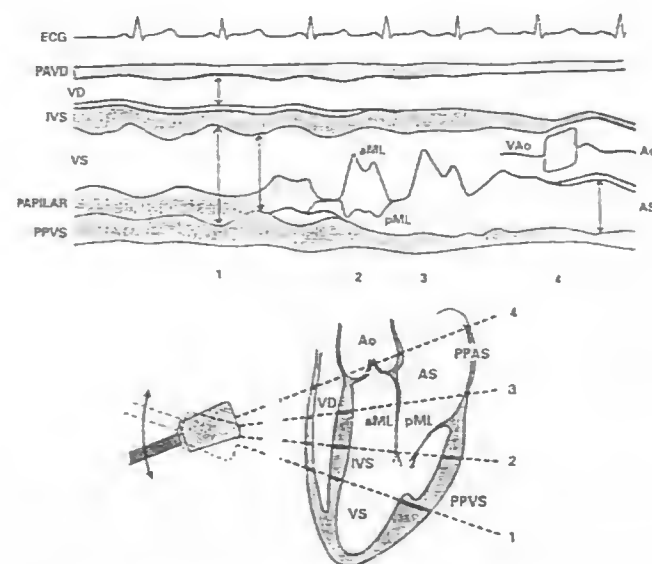 ECG
PAVD
VD
IVS
VS
aML
VAo
Ao
PAPILAR
pML
AS
PPVS
1 2 3 4
4
Ao
PPAS
AS
3
VD
aML pML
IVS
2
PPVS
VS
1